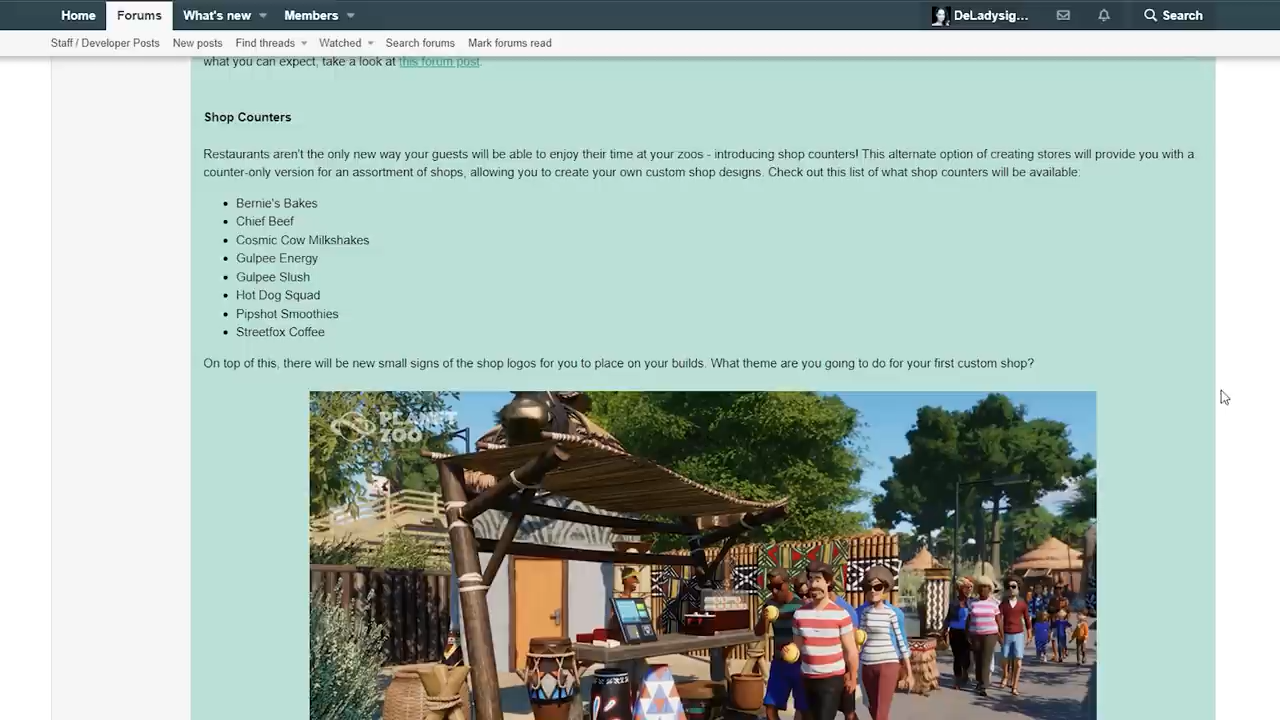 Home Forums What's new Members DeLadysig... Search
Staff / Developer Posts New posts Find threads Watched Search forums Mark forums read
what you can expect, take a look at this forum post.
Shop Counters
Restaurants aren't the only new way your guests will be able to enjoy their time at your zoos - introducing shop counters! This alternate option of creating stores will provide you with a
counter-only version for an assortment of shops, allowing you to create your own custom shop designs. Check out this list of what shop counters will be available:
Bernie's Bakes
Chief Beef
Cosmic Cow Milkshakes
Gulpee Energy
Gulpee Slush
Hot Dog Squad
Pipshot Smoothies
Streetfox Coffee
On top of this, there will be new small signs of the shop logos for you to place on your builds. What theme are you going to do for your first custom shop?
PLANET
ZOO